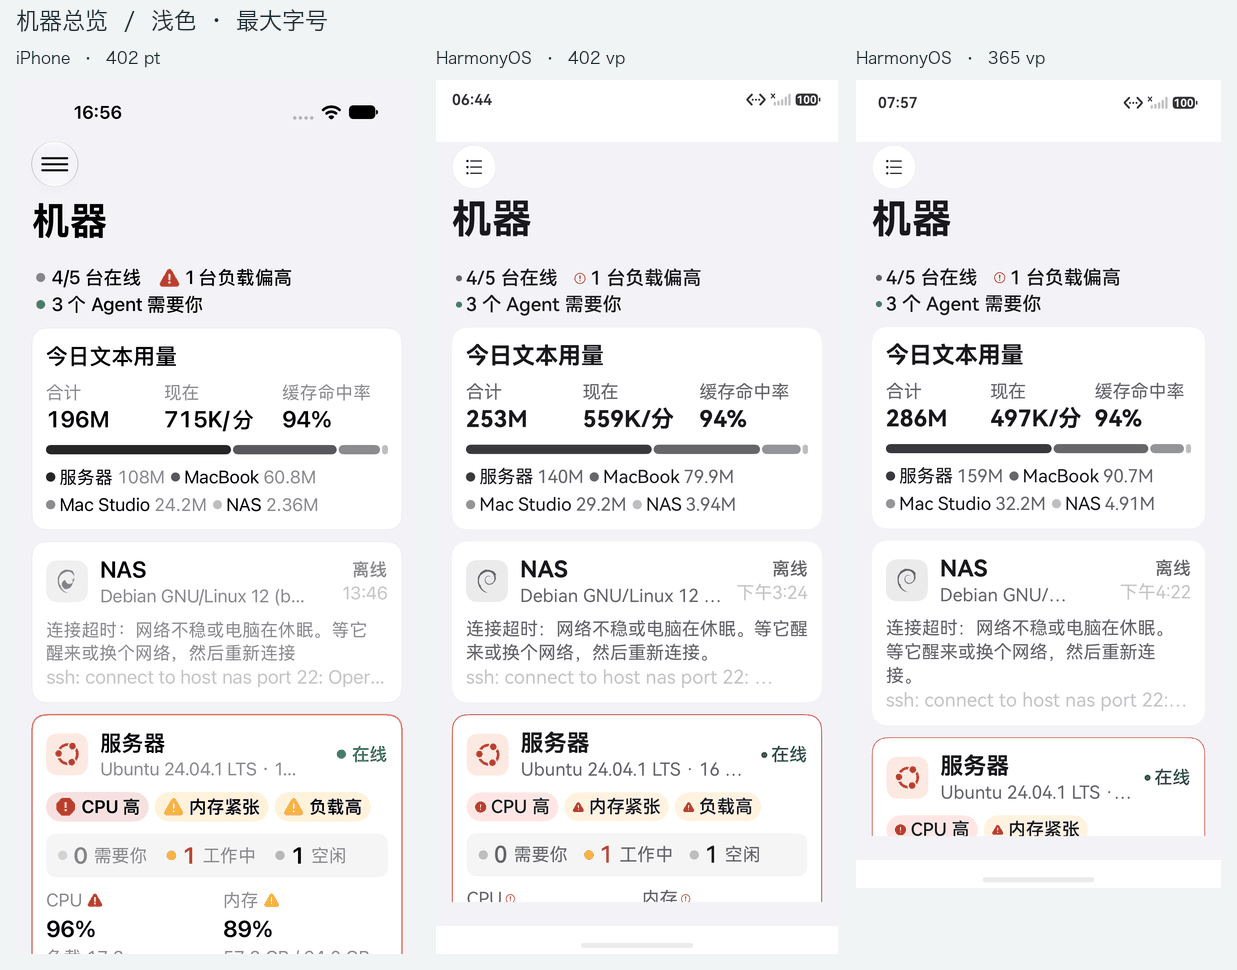 机器总览 / 浅色 · 最大字号
iPhone · 402 pt
16:56
机器
4/5 台在线 1 台负载偏高
3 个 Agent 需要你
今日文本用量
合计 现在 缓存命中率
196M 715K/分 94%
服务器 108M MacBook 60.8M
Mac Studio 24.2M NAS 2.36M
NAS 离线
Debian GNU/Linux 12 (b... 13:46
连接超时：网络不稳或电脑在休眠。等它
醒来或换个网络，然后重新连接
ssh: connect to host nas port 22: Oper...
服务器
Ubuntu 24.04.1 LTS · 1... 在线
CPU 高 内存紧张 负载高
0 需要你 1 工作中 1 空闲
CPU 内存
96% 89%
HarmonyOS · 402 vp
06:44 100
机器
4/5 台在线 1 台负载偏高
3 个 Agent 需要你
今日文本用量
合计 现在 缓存命中率
253M 559K/分 94%
服务器 140M MacBook 79.9M
Mac Studio 29.2M NAS 3.94M
NAS 离线
Debian GNU/Linux 12 ... 下午3:24
连接超时：网络不稳或电脑在休眠。等它醒
来或换个网络，然后重新连接。
ssh: connect to host nas port 22: ...
服务器
Ubuntu 24.04.1 LTS · 16 ... 在线
CPU 高 内存紧张 负载高
0 需要你 1 工作中 1 空闲
CPU 内存
HarmonyOS · 365 vp
07:57 100
机器
4/5 台在线 1 台负载偏高
3 个 Agent 需要你
今日文本用量
合计 现在 缓存命中率
286M 497K/分 94%
服务器 159M MacBook 90.7M
Mac Studio 32.2M NAS 4.91M
NAS 离线
Debian GNU/... 下午4:22
连接超时：网络不稳或电脑在休眠。
等它醒来或换个网络，然后重新连
接。
ssh: connect to host nas port 22:...
服务器
Ubuntu 24.04.1 LTS · ... 在线
CPU 高 内存紧张